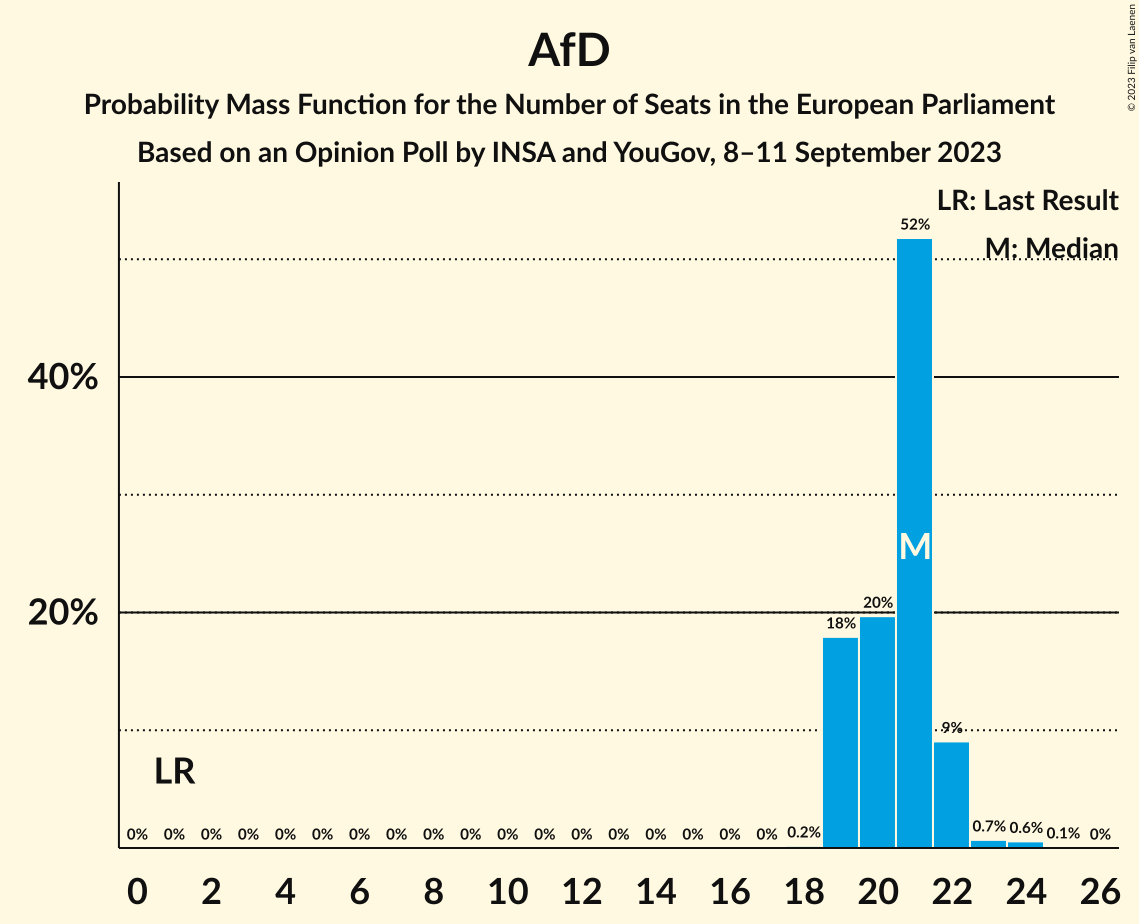 AfD
Probability Mass Function for the Number of Seats in the European Parliament
Based on an Opinion Poll by INSA and YouGov, 8–11 September 2023
© 2023 Filip van Laenen
LR: Last Result
M: Median
52%
40%
M
20%
20%
18%
9%
LR
0% 0% 0% 0% 0% 0% 0% 0% 0% 0% 0% 0% 0% 0% 0% 0% 0% 0% 0.2% 0.7% 0.6% 0.1% 0%
0 2 4 6 8 10 12 14 16 18 20 22 24 26